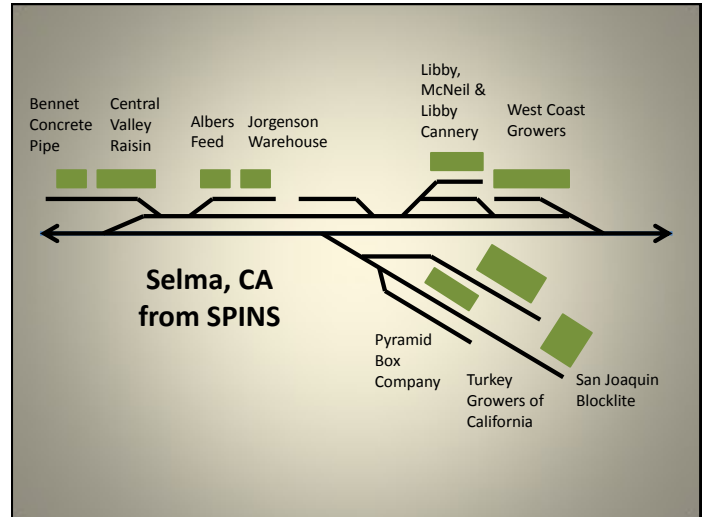 Bennet
Concrete
Pipe
Central
Valley
Raisin
Albers
Feed
Jorgenson
Warehouse
Libby,
McNeil &
Libby
Cannery
West Coast
Growers
Selma, CA
from SPINS
Pyramid
Box
Company
Turkey
Growers of
California
San Joaquin
Blocklite